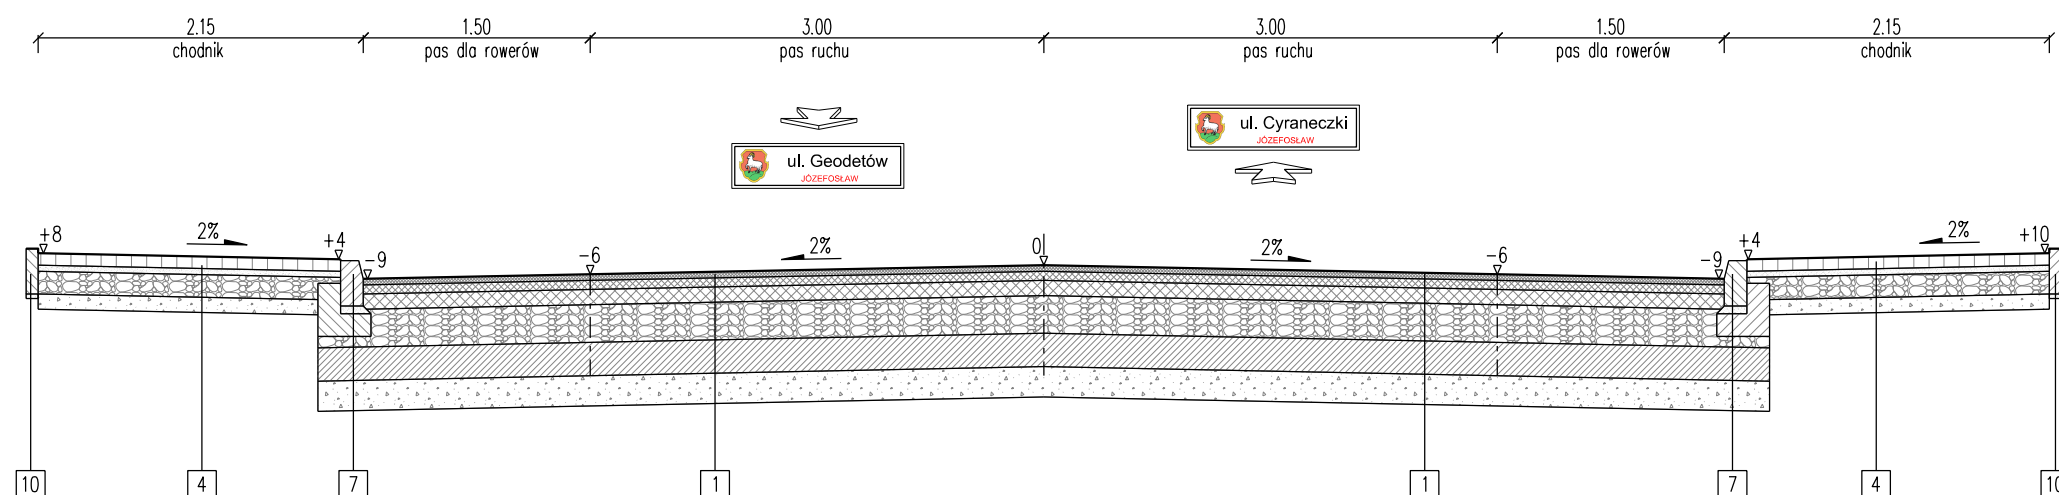 2.15 1.50 3.00 3.00 1.50 2.15
chodnik pas dla rowerów pas ruchu pas ruchu pas dla rowerów chodnik
ul. Cyraneczki
JÓZEFOSŁAW
ul. Geodetów
JÓZEFOSŁAW
+8 2% +4 -9 -6 2% 0 2% -6 -9 +4 2% +10
10 4 7 1 1 7 4 10